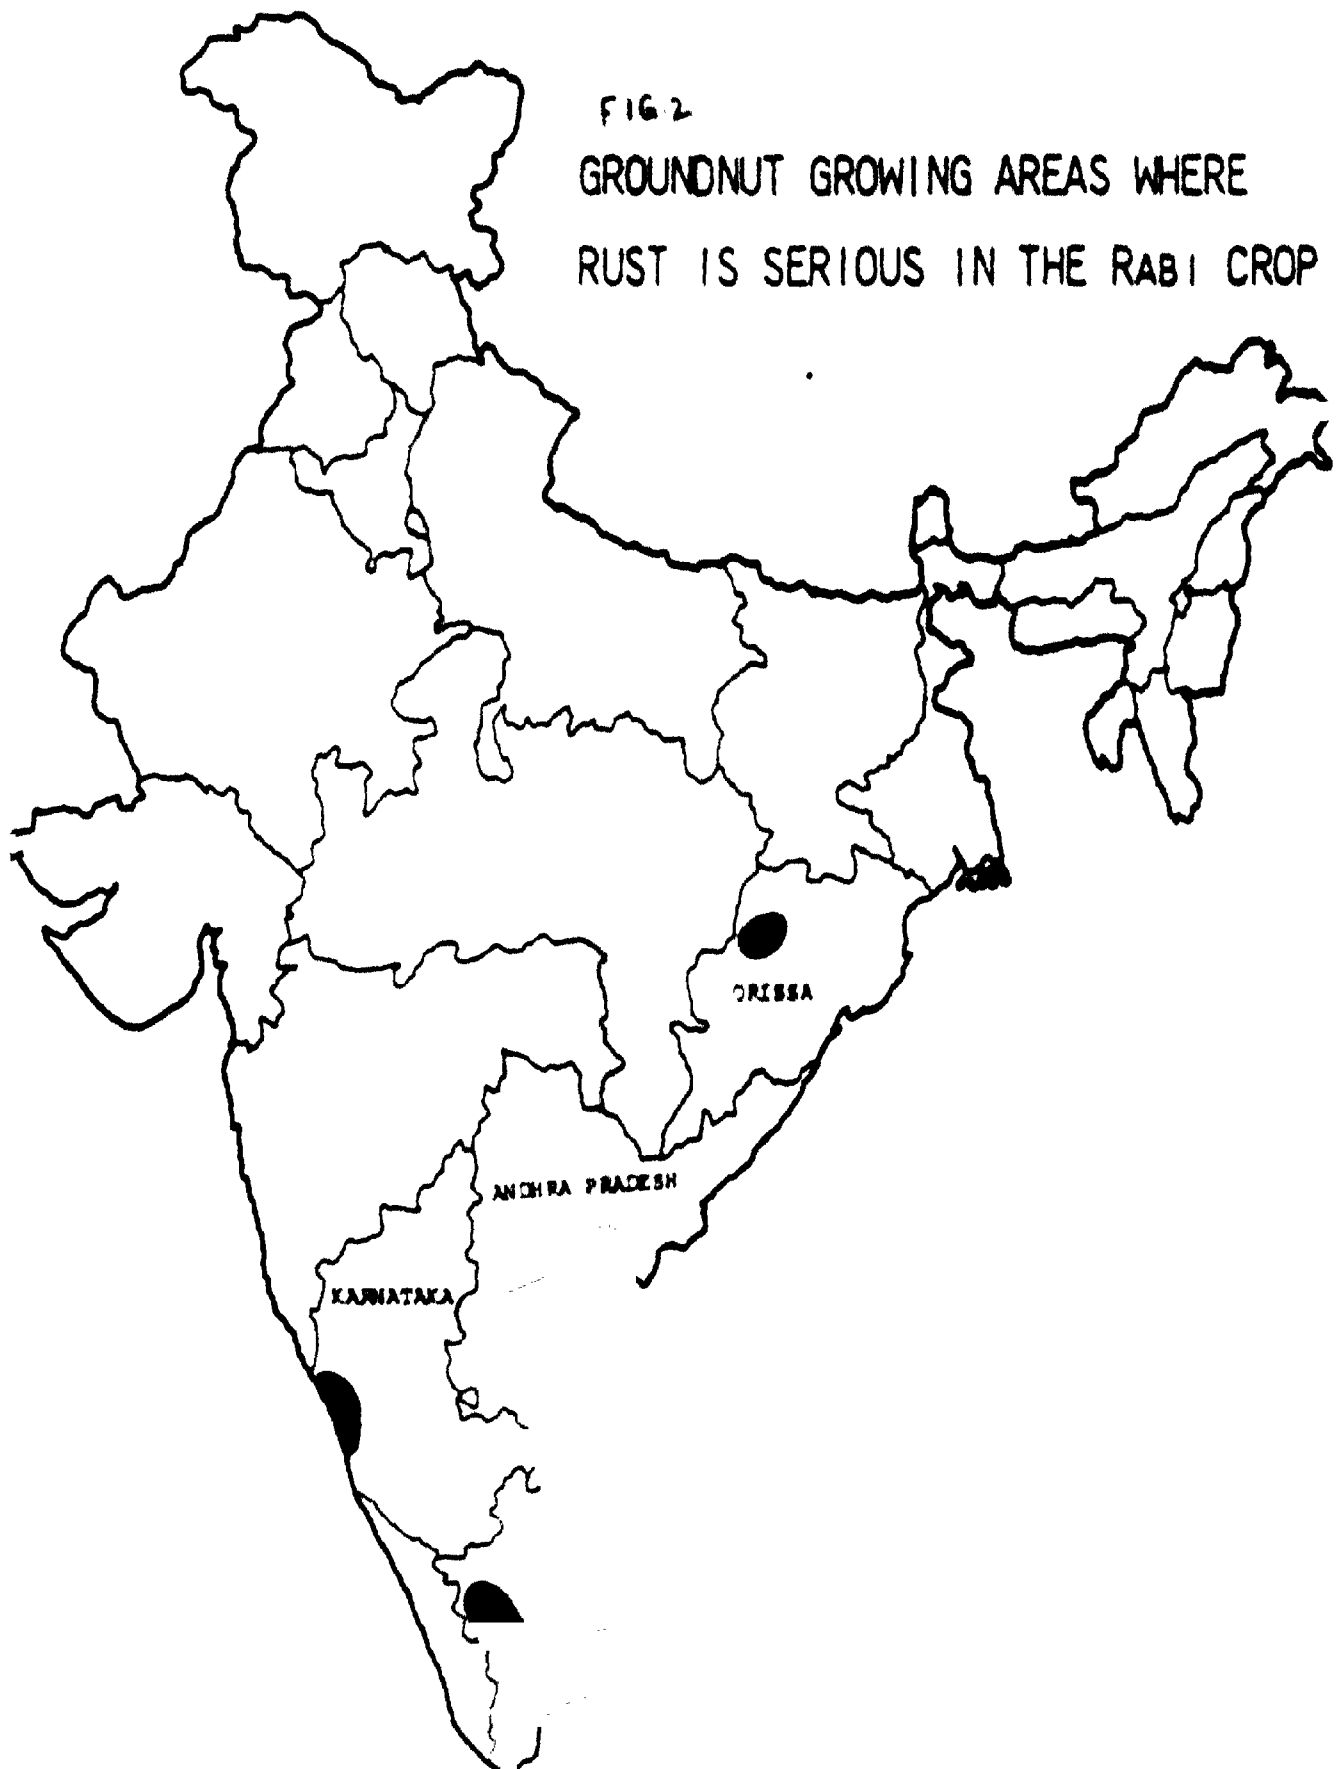 FIG.2
GROUNDNUT GROWING AREAS WHERE
RUST IS SERIOUS IN THE RABI CROP
ORISSA
ANDHRA PRADESH
KARNATAKA